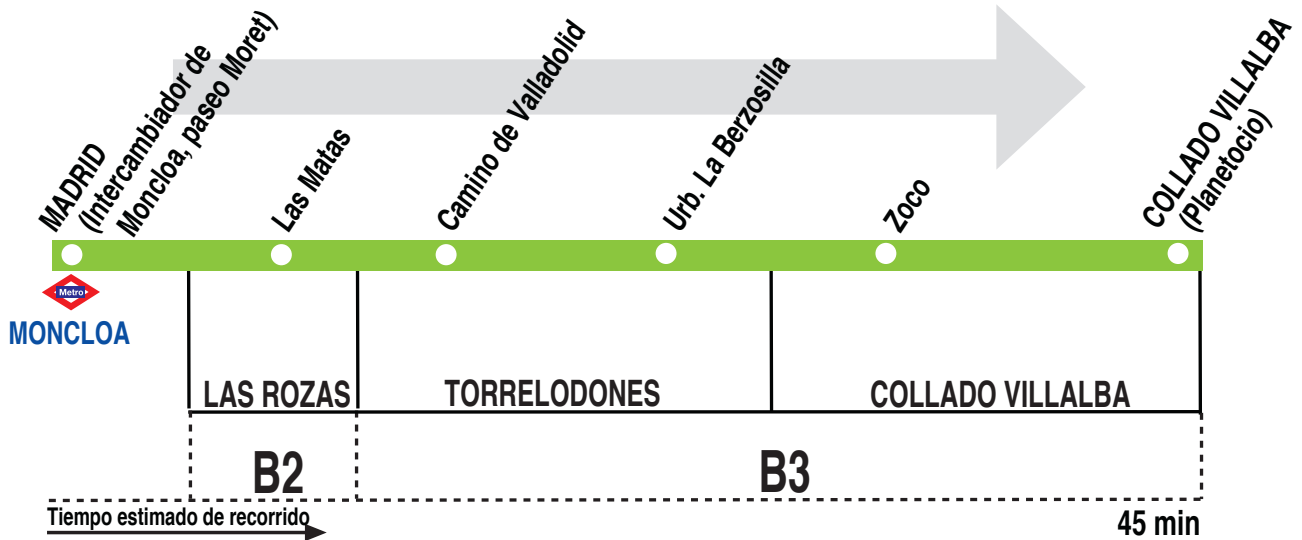 MADRID
(Intercambiador de
Moncloa, paseo Moret)
Las Matas
Camino de Valladolid
Urb. La Berzosilla
Zoco
COLLADO VILLALBA
(Planetocio)
Metro
MONCLOA
LAS ROZAS
TORRELODONES
COLLADO VILLALBA
B2
B3
Tiempo estimado de recorrido
45 min